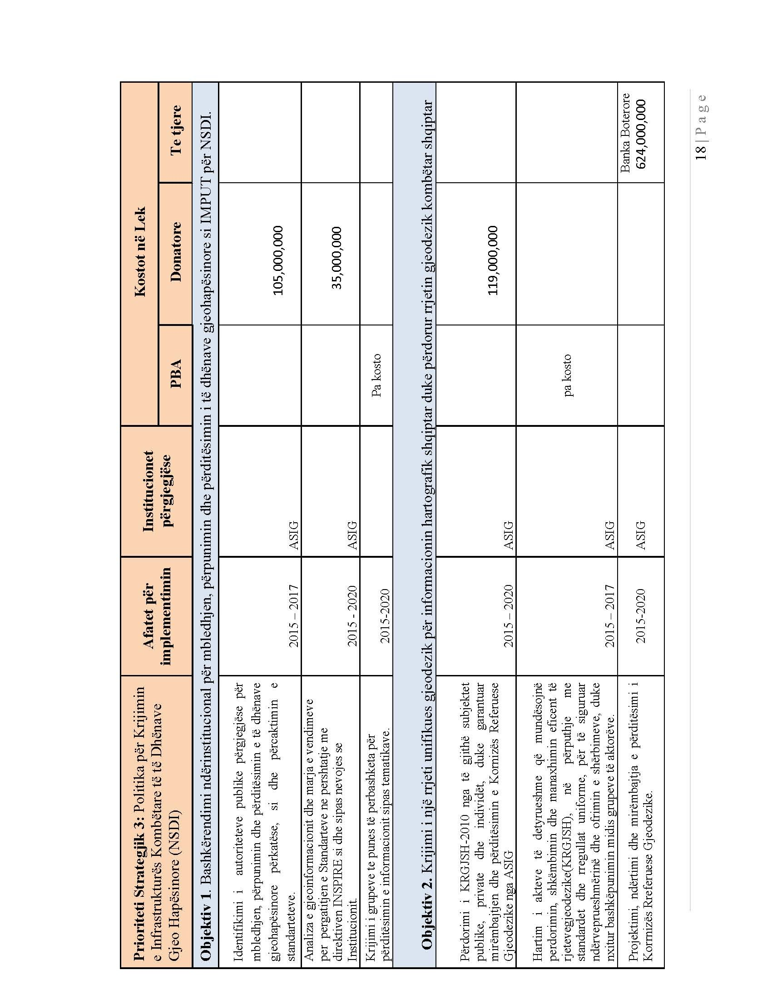 Prioriteti Strategjik 3: Politika për Krijimin
e Infrastrukturës Kombëtare të të Dhënave
Gjeo Hapësinore (NSDI)
Afatet për
implementimin
Institucionet
përgjegjëse
Kostot në Lek
PBA
Donatore
Te tjere
Objektiv 1. Bashkërendimi ndërinstitucional për mbledhjen, përpunimin dhe përditësimin i të dhënave gjeohapësinore si IMPUT për NSDI.
Identifikimi i autoriteteve publike përgjegjëse për
mbledhjen, përpunimin dhe përditësimin e të dhënave
gjeohapësinore përkatëse, si dhe përcaktimin e
standarteteve.
2015 – 2017
ASIG
105,000,000
Analiza e gjeoinformacionit dhe marja e vendimeve
per pergatitjen e Standarteve ne pershtatje me
direktiven INSPIRE si dhe sipas nevojes se
Institucionit.
2015 - 2020
ASIG
35,000,000
Krijimi i grupeve te punes të perbashketa për
përditësimin e informacionit sipas tematikave.
2015-2020
Pa kosto
Objektiv 2. Krijimi i një rrjeti unifikues gjeodezik për informacionin hartografik shqiptar duke përdorur rrjetin gjeodezik kombëtar shqiptar
Përdorimi i KRGJSH-2010 nga të gjithë subjektet
publike, private dhe individët, duke garantuar
mirëmbajtjen dhe përditësimin e Kornizës Referuese
Gjeodezike nga ASIG
2015 – 2020
ASIG
119,000,000
Hartim i akteve të detyrueshme që mundësojnë
perdorimin, shkëmbimin dhe manaxhimin eficent të
rjetevegjeodezike(KRGJSH), në përputhje me
standardet dhe rregullat uniforme, për të siguruar
ndërveprueshmërinë dhe ofrimin e shërbimeve, duke
nxitur bashkëpunimin midis grupeve të aktorëve.
2015 – 2017
ASIG
pa kosto
Projektimi, ndërtimi dhe mirëmbajtja e përditësimi i
Kornnizës Rreferuese Gjeodezike.
2015-2020
ASIG
Banka Boterore
624,000,000
18 | P a g e